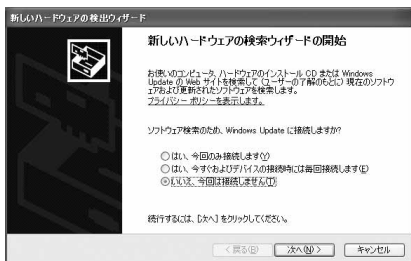 新しいハードウェアの検出ウィザード
新しいハードウェアの検索ウィザードの開始
お使いのコンピュータ、ハードウェアのインストール CD または Windows
Update の Web サイトを検索して (ユーザーの了解のもとに) 現在のソフトウ
ェアおよび更新されたソフトウェアを検索します。
プライバシー ポリシーを表示します。
ソフトウェア検索のため、Windows Update に接続しますか?
はい、今回のみ接続します(Y)
はい、今すぐおよびデバイスの接続時には毎回接続します(E)
いいえ、今回は接続しません(T)
続行するには、[次へ] をクリックしてください。
< 戻る(B)
次へ(N) >
キャンセル